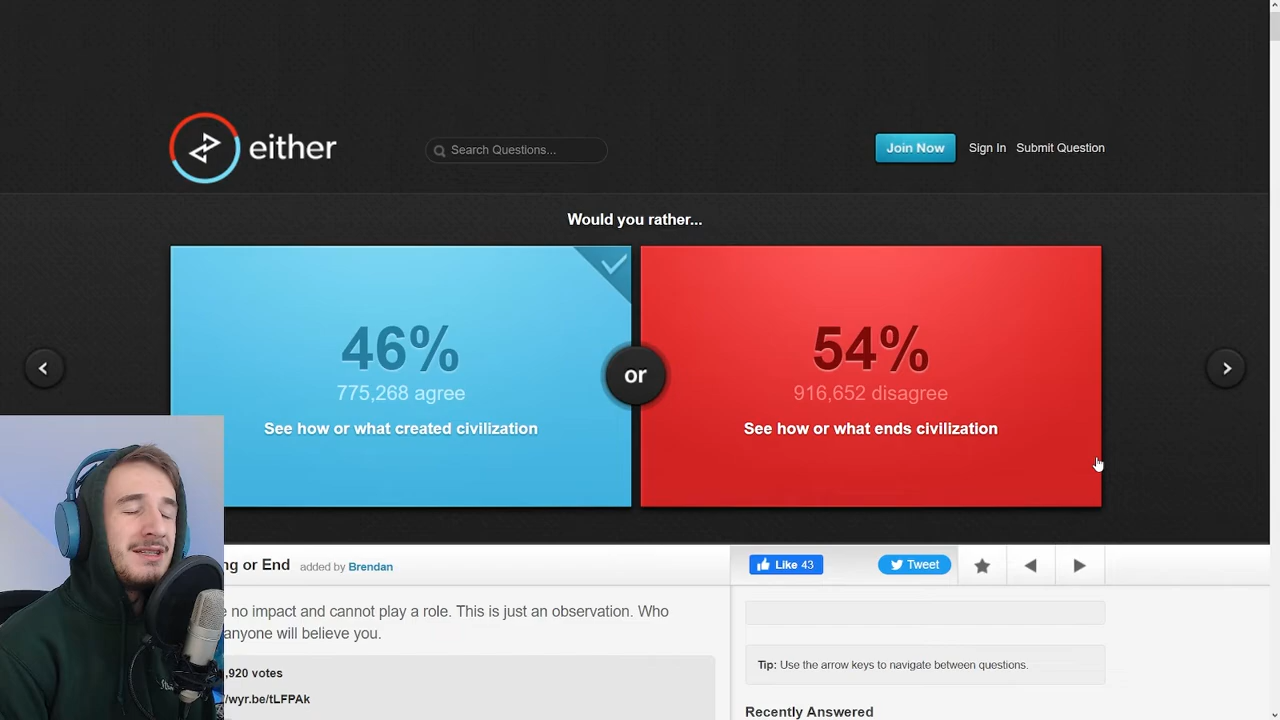 either
Search Questions...
Join Now
Sign In
Submit Question
Would you rather...
46%
775,268 agree
See how or what created civilization
or
54%
916,652 disagree
See how or what ends civilization
or End
added by Brendan
Like 43
Tweet
no impact and cannot play a role. This is just an observation. Who
anyone will believe you.
,920 votes
/wyr.be/tLFPAk
Tip: Use the arrow keys to navigate between questions.
Recently Answered